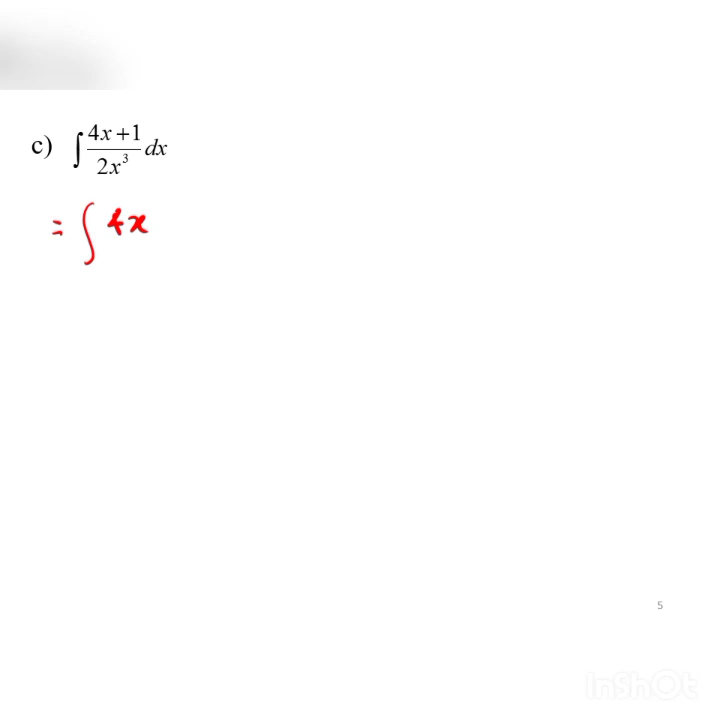 c) ∫ (4x+1)/(2x³) dx
= ∫ 4x
5
InShOt